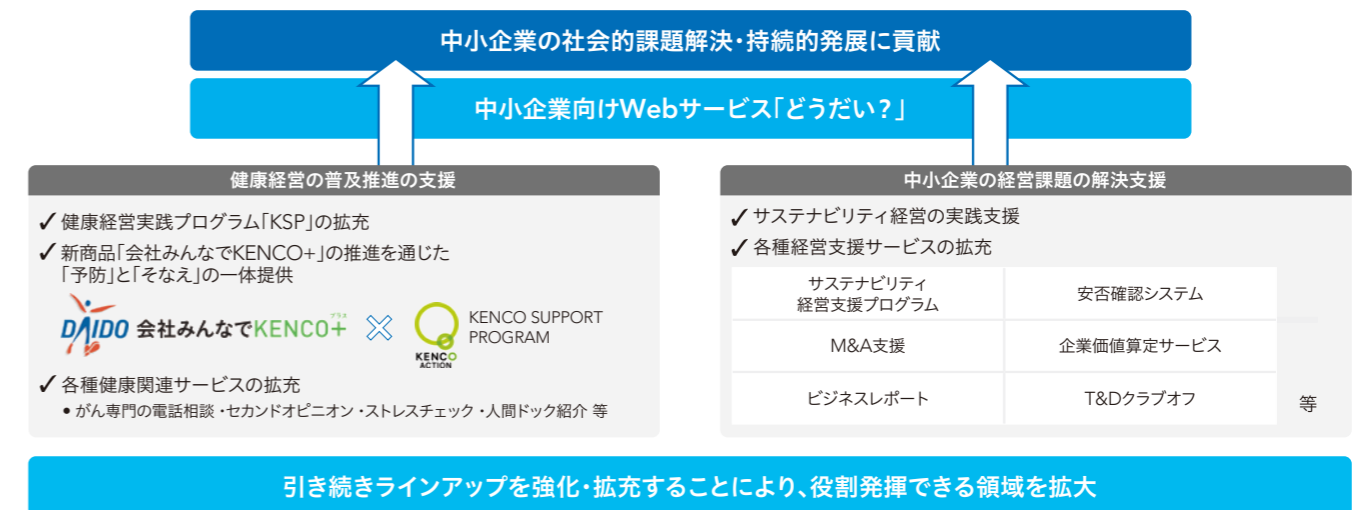 中小企業の社会的課題解決・持続的発展に貢献
中小企業向けWebサービス「どうだい？」
健康経営の普及推進の支援
✓健康経営実践プログラム「KSP」の拡充
✓新商品「会社みんなでKENCO+」の推進を通じた
「予防」と「そなえ」の一体提供
DAIDO 会社みんなでKENCO+
プラス
KENCO ACTION
KENCO SUPPORT
PROGRAM
✓各種健康関連サービスの拡充
•がん専門の電話相談・セカンドオピニオン・ストレスチェック・人間ドック紹介 等
中小企業の経営課題の解決支援
✓サステナビリティ経営の実践支援
✓各種経営支援サービスの拡充
サステナビリティ
経営支援プログラム
安否確認システム
M&A支援
企業価値算定サービス
ビジネスレポート
T&Dクラブオフ
等
引き続きラインアップを強化・拡充することにより、役割発揮できる領域を拡大